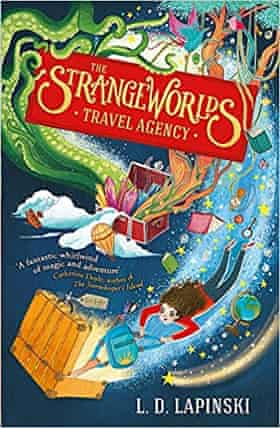 THE
STRANGEWORLDS
• TRAVEL AGENCY •
'A fantastic whirlwind
of magic and adventure'
Catherine Doyle, author of
The Storm Keeper's Island
L. D. LAPINSKI